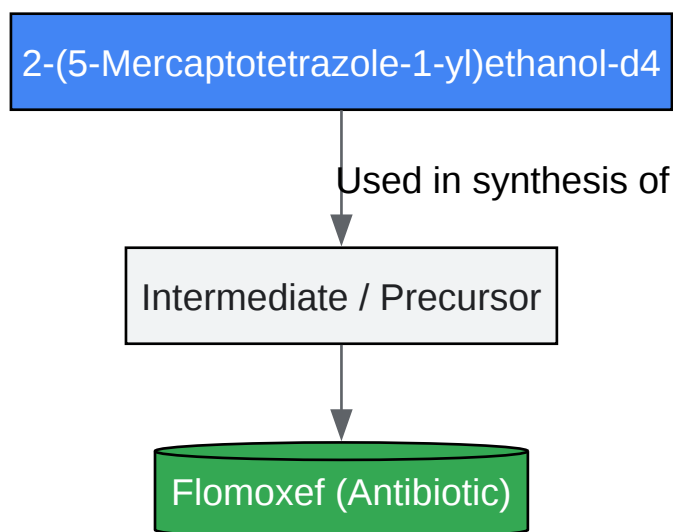 2-(5-Mercaptotetrazole-1-yl)ethanol-d4
Used in synthesis of
Intermediate / Precursor
Flomoxef (Antibiotic)